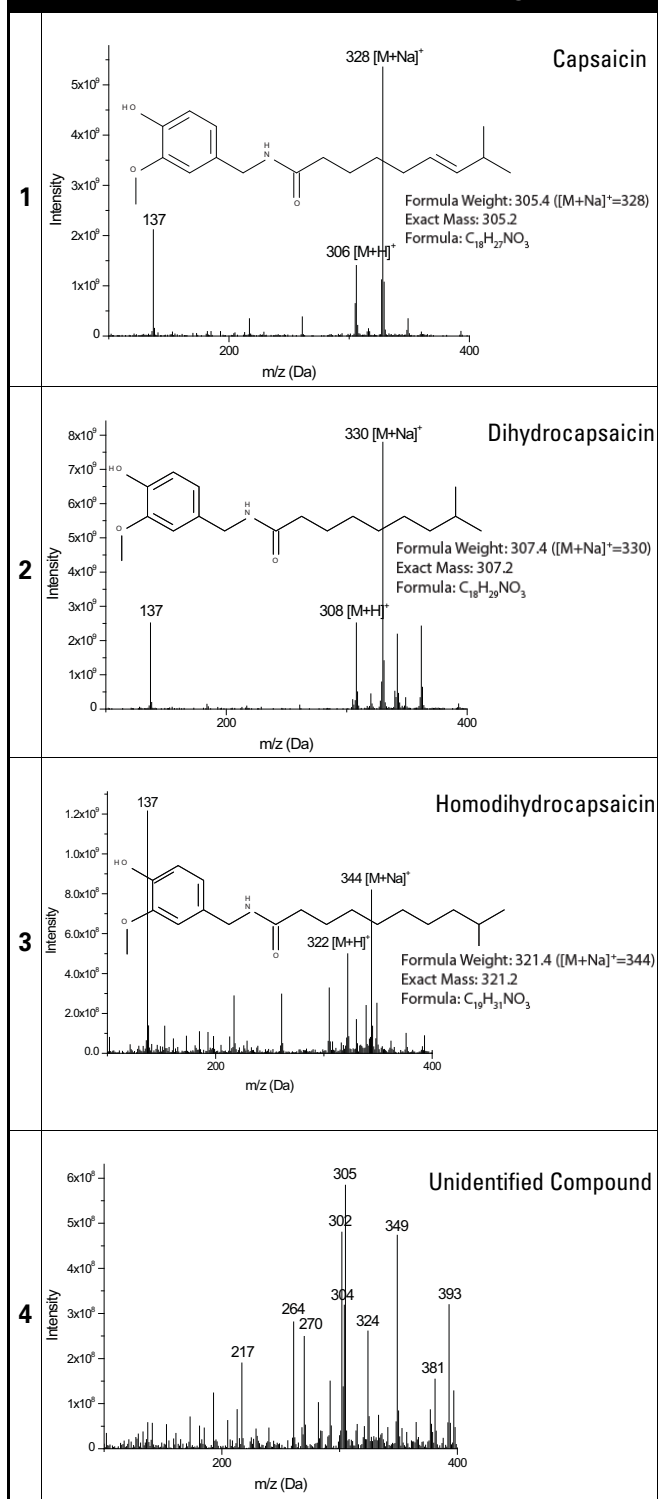 1
Capsaicin
328 [M+Na]⁺
5x10⁹
4x10⁹
3x10⁹
2x10⁹
1x10⁹
0
Intensity
HO
O
H
N
O
137
306 [M+H]⁺
Formula Weight: 305.4 ([M+Na]⁺=328)
Exact Mass: 305.2
Formula: C₁₈H₂₇NO₃
200
400
m/z (Da)
2
Dihydrocapsaicin
330 [M+Na]⁺
8x10⁹
7x10⁹
6x10⁹
5x10⁹
4x10⁹
3x10⁹
2x10⁹
1x10⁹
0
Intensity
HO
O
H
N
O
137
308 [M+H]⁺
Formula Weight: 307.4 ([M+Na]⁺=330)
Exact Mass: 307.2
Formula: C₁₈H₂₉NO₃
200
400
m/z (Da)
3
Homodihydrocapsaicin
137
344 [M+Na]⁺
1.2x10⁹
1.0x10⁹
8.0x10⁸
6.0x10⁸
4.0x10⁸
2.0x10⁸
0.0
Intensity
HO
O
H
N
O
322 [M+H]⁺
Formula Weight: 321.4 ([M+Na]⁺=344)
Exact Mass: 321.2
Formula: C₁₉H₃₁NO₃
200
400
m/z (Da)
4
Unidentified Compound
6x10⁸
5x10⁸
4x10⁸
3x10⁸
2x10⁸
1x10⁸
0
Intensity
305
302
349
304
393
264
270
324
217
381
200
400
m/z (Da)